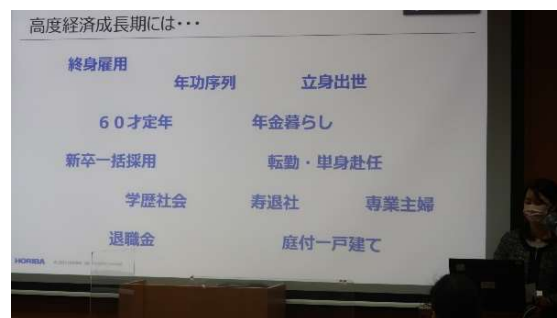 高度経済成長期には・・・
終身雇用
年功序列 立身出世
６０才定年 年金暮らし
新卒一括採用 転勤・単身赴任
学歴社会 寿退社 専業主婦
退職金 庭付一戸建て
HORIBA